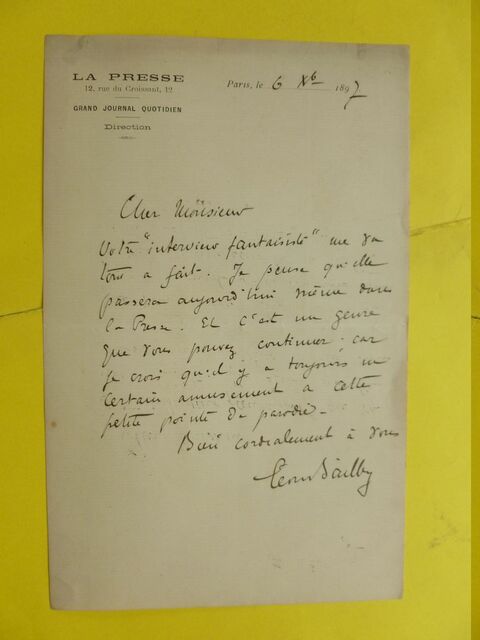 LA PRESSE
12, rue du Croissant, 12
GRAND JOURNAL QUOTIDIEN
Direction
Paris, le 6 Xb 1897
Cher Monsieur
Votre "interview fantaisiste" me va
tout a fait. Je pense qu'elle
passera aujourd'hui même dans
la Presse. Et c'est un genre
que vous pouvez continuer car
je crois qu'il y a toujours un
certain amusement a cette
petite pointe de parodie.
Bien cordialement à vous
Léon Bailby